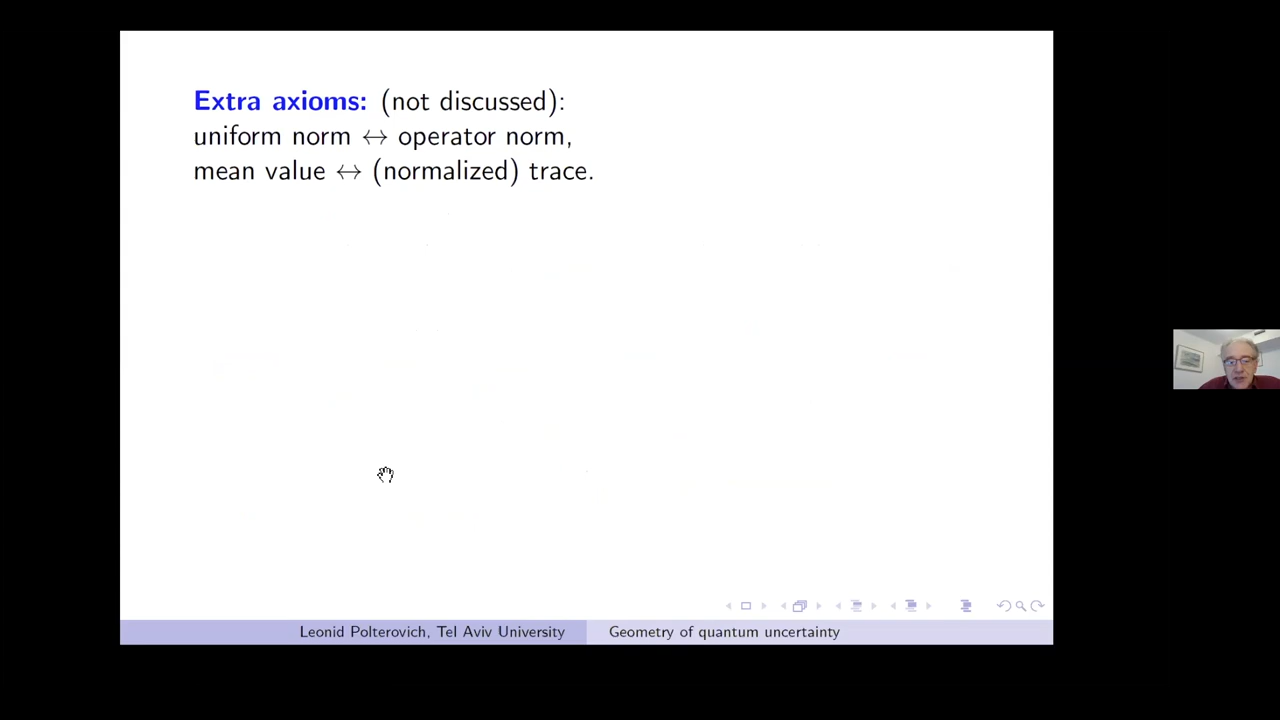 Extra axioms: (not discussed):
uniform norm ↔ operator norm,
mean value ↔ (normalized) trace.
Leonid Polterovich, Tel Aviv University
Geometry of quantum uncertainty